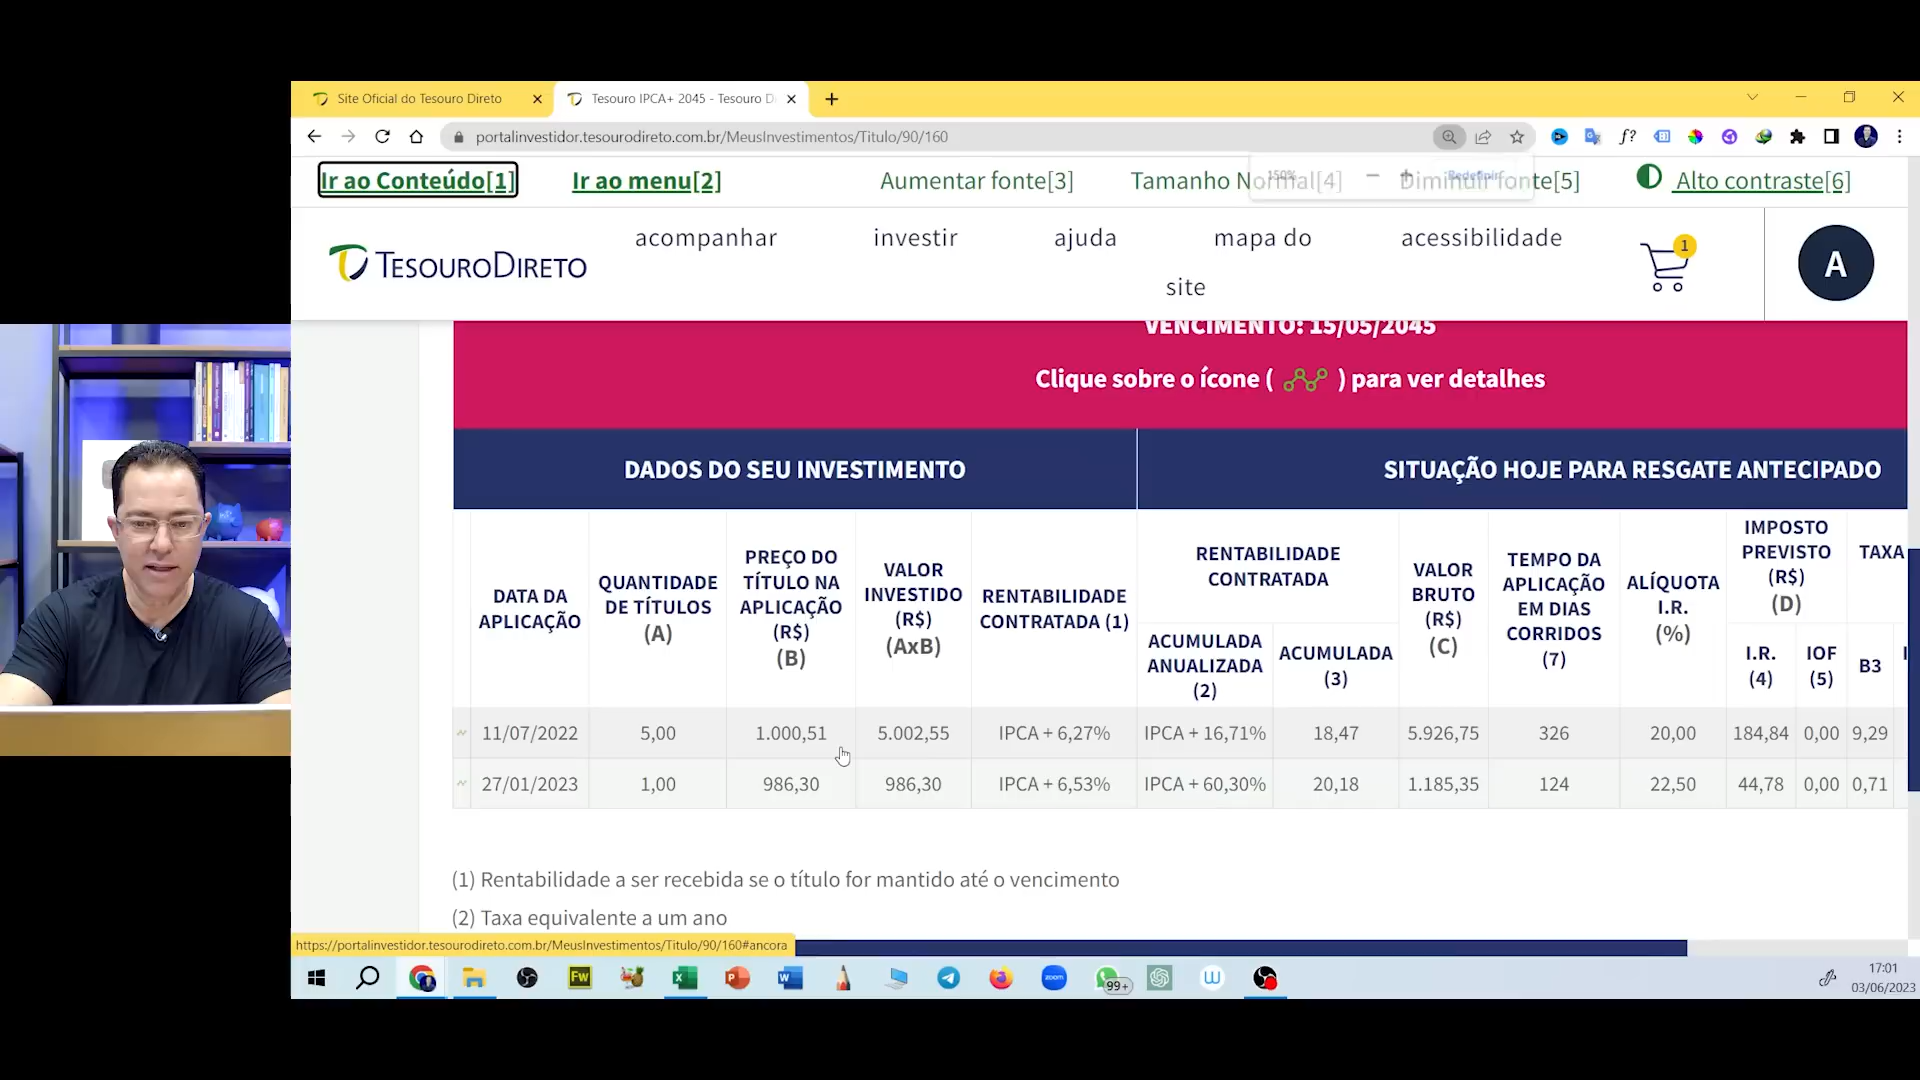 Site Oficial do Tesouro Direto
Tesouro IPCA+ 2045 - Tesouro D
portalinvestidor.tesourodireto.com.br/MeusInvestimentos/Titulo/90/160
Ir ao Conteúdo[1]
Ir ao menu[2]
Aumentar fonte[3]
Tamanho Normal[4]
Diminuir fonte[5]
Alto contraste[6]
150%
Redefinir
TESOURODIRETO
acompanhar
investir
ajuda
mapa do
site
acessibilidade
1
A
VENCIMENTO: 15/05/2045
Clique sobre o ícone ( ) para ver detalhes
DADOS DO SEU INVESTIMENTO
SITUAÇÃO HOJE PARA RESGATE ANTECIPADO
DATA DA
APLICAÇÃO
QUANTIDADE
DE TÍTULOS
(A)
PREÇO DO
TÍTULO NA
APLICAÇÃO
(R$)
(B)
VALOR
INVESTIDO
(R$)
(AxB)
RENTABILIDADE
CONTRATADA (1)
RENTABILIDADE
CONTRATADA
ACUMULADA
ANUALIZADA
(2)
ACUMULADA
(3)
VALOR
BRUTO
(R$)
(C)
TEMPO DA
APLICAÇÃO
EM DIAS
CORRIDOS
(7)
ALÍQUOTA
I.R.
(%)
IMPOSTO
PREVISTO
(R$)
(D)
I.R.
(4)
IOF
(5)
TAXA
B3
11/07/2022 5,00 1.000,51 5.002,55 IPCA + 6,27% IPCA + 16,71% 18,47 5.926,75 326 20,00 184,84 0,00 9,29
27/01/2023 1,00 986,30 986,30 IPCA + 6,53% IPCA + 60,30% 20,18 1.185,35 124 22,50 44,78 0,00 0,71
(1) Rentabilidade a ser recebida se o título for mantido até o vencimento
(2) Taxa equivalente a um ano
https://portalinvestidor.tesourodireto.com.br/MeusInvestimentos/Titulo/90/160#ancora
Fw
zoom
99+
17:01
03/06/2023